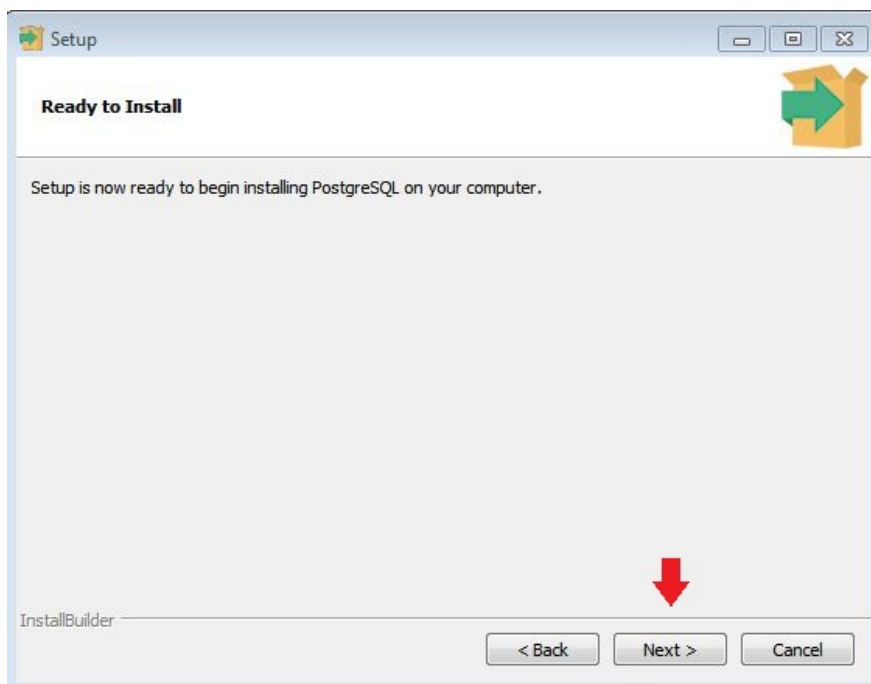 Setup
Ready to Install
Setup is now ready to begin installing PostgreSQL on your computer.
InstallBuilder
< Back Next > Cancel